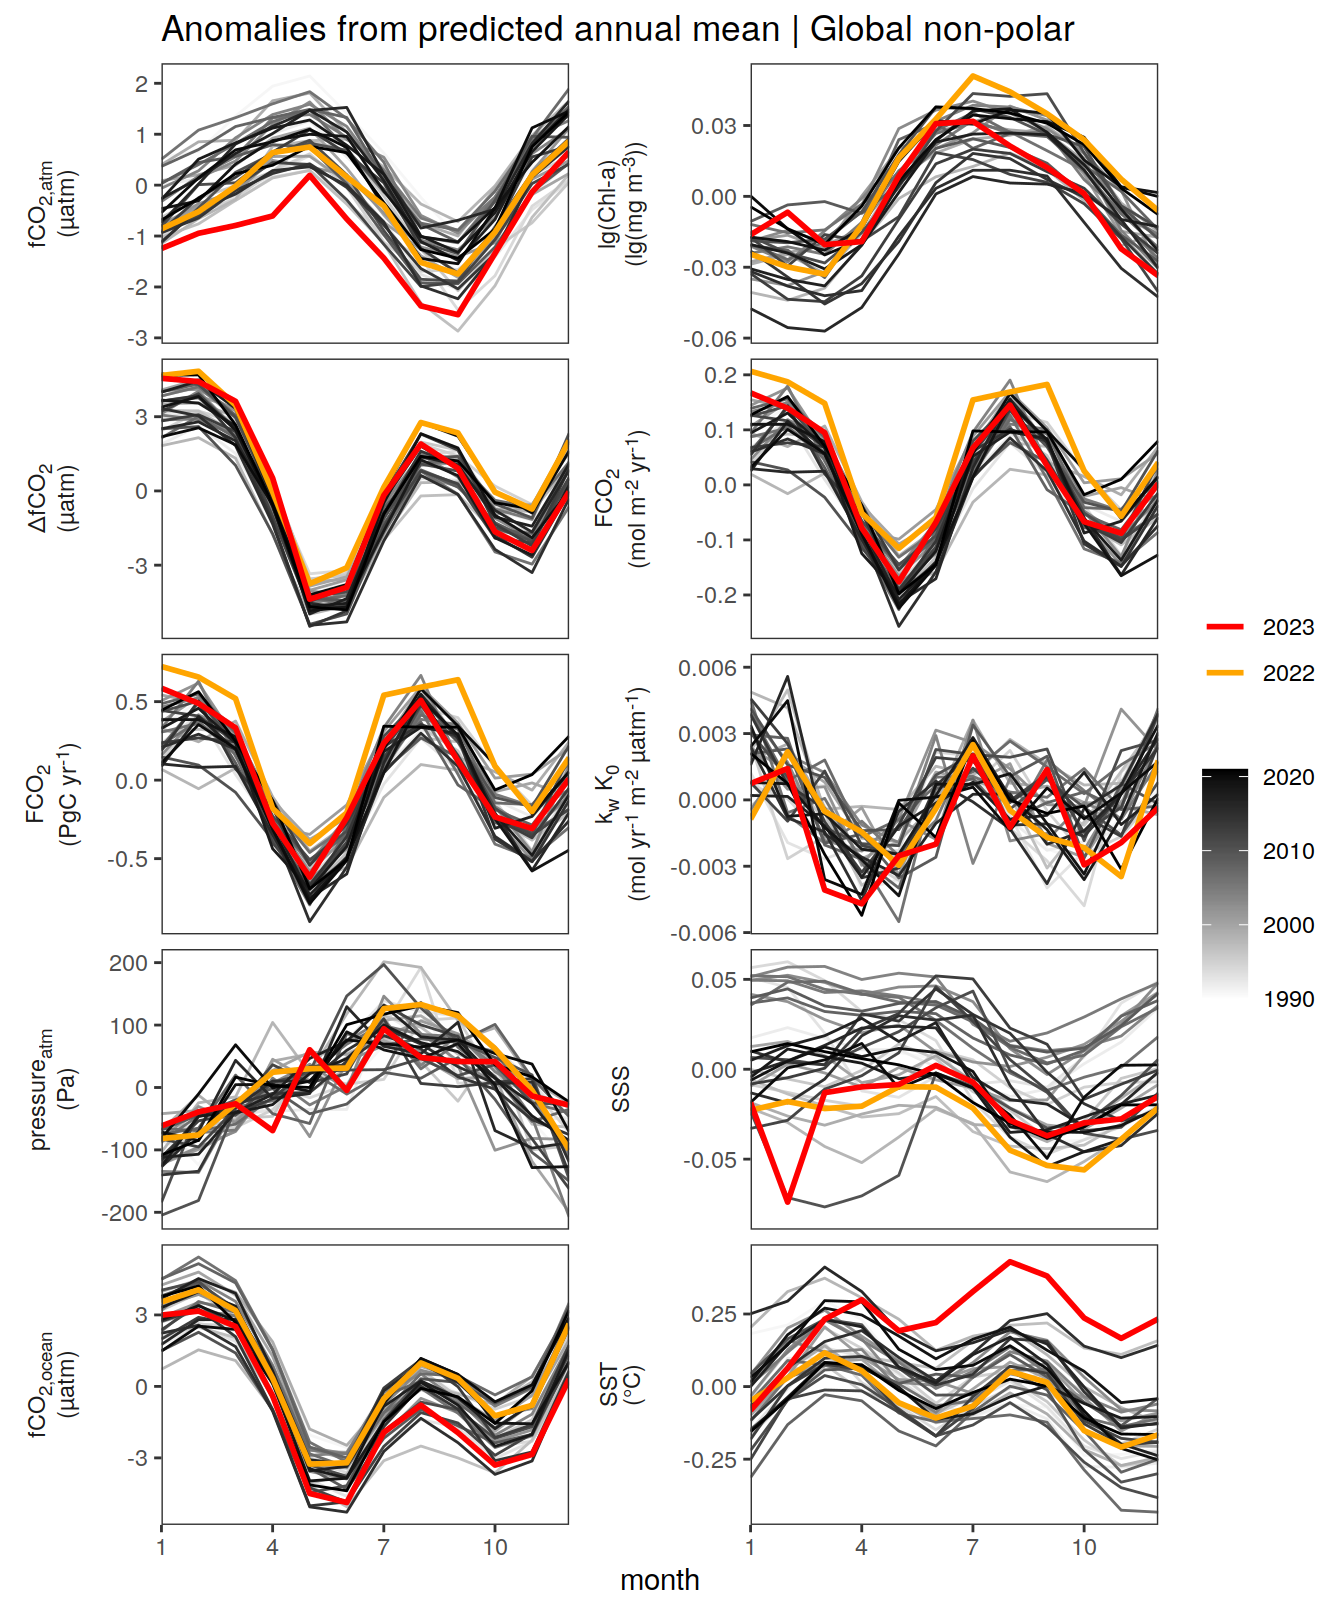 Anomalies from predicted annual mean | Global non-polar
fCO2,atm
(µatm)
2
1
0
-1
-2
-3
lg(Chl-a)
(lg(mg m-3))
0.03
0.00
-0.03
-0.06
ΔfCO2
(µatm)
3
0
-3
FCO2
(mol m-2 yr-1)
0.2
0.1
0.0
-0.1
-0.2
FCO2
(PgC yr-1)
0.5
0.0
-0.5
kw K0
(mol yr-1 m-2 µatm-1)
0.006
0.003
0.000
-0.003
-0.006
pressureatm
(Pa)
200
100
0
-100
-200
SSS
0.05
0.00
-0.05
fCO2,ocean
(µatm)
3
0
-3
SST
(°C)
0.25
0.00
-0.25
1 4 7 10
1 4 7 10
month
2023
2022
2020
2010
2000
1990